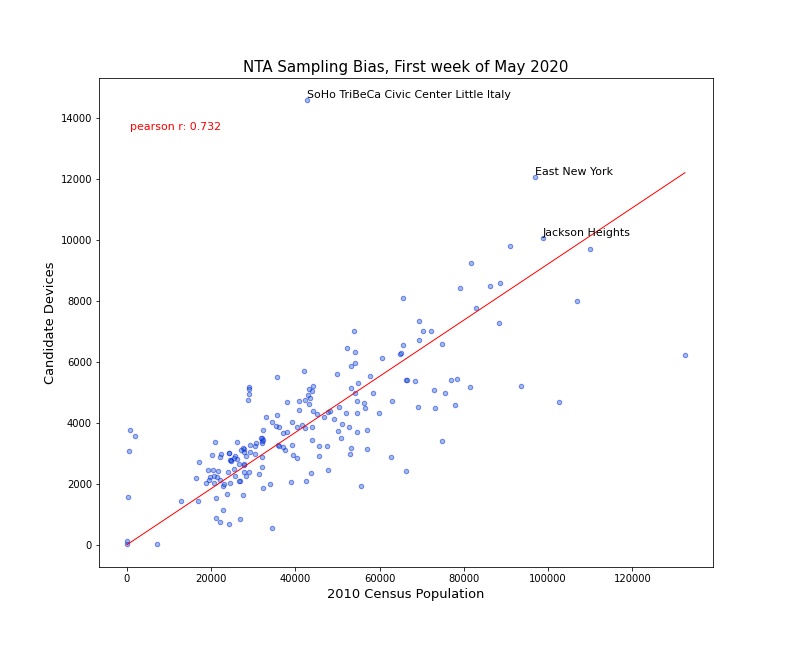 NTA Sampling Bias, First week of May 2020
SoHo TriBeCa Civic Center Little Italy
pearson r: 0.732
East New York
Jackson Heights
Candidate Devices
14000
12000
10000
8000
6000
4000
2000
0
0 20000 40000 60000 80000 100000 120000
2010 Census Population